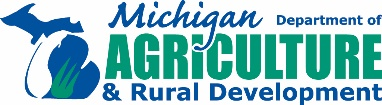 Michigan Department of
AGRICULTURE
& Rural Development